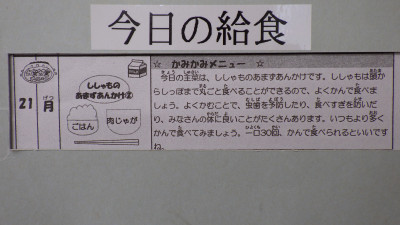 今日の給食
21
月
げつ
ししゃもの
あまずあんかけ②
ごはん
肉じゃが
☆ かみかみメニュー ☆
今日の主菜は、ししゃものあまずあんかけです。ししゃもは頭か
らしっぽまで丸ごと食べることができるので、よくかんで食べま
しょう。よくかむことで、虫歯を予防したり、食べすぎを防いだ
り、みなさんの体に良いことがたくさんあります。いつもより多く
かんで食べてみましょう。一口30回、かんで食べられるといいです
ね。